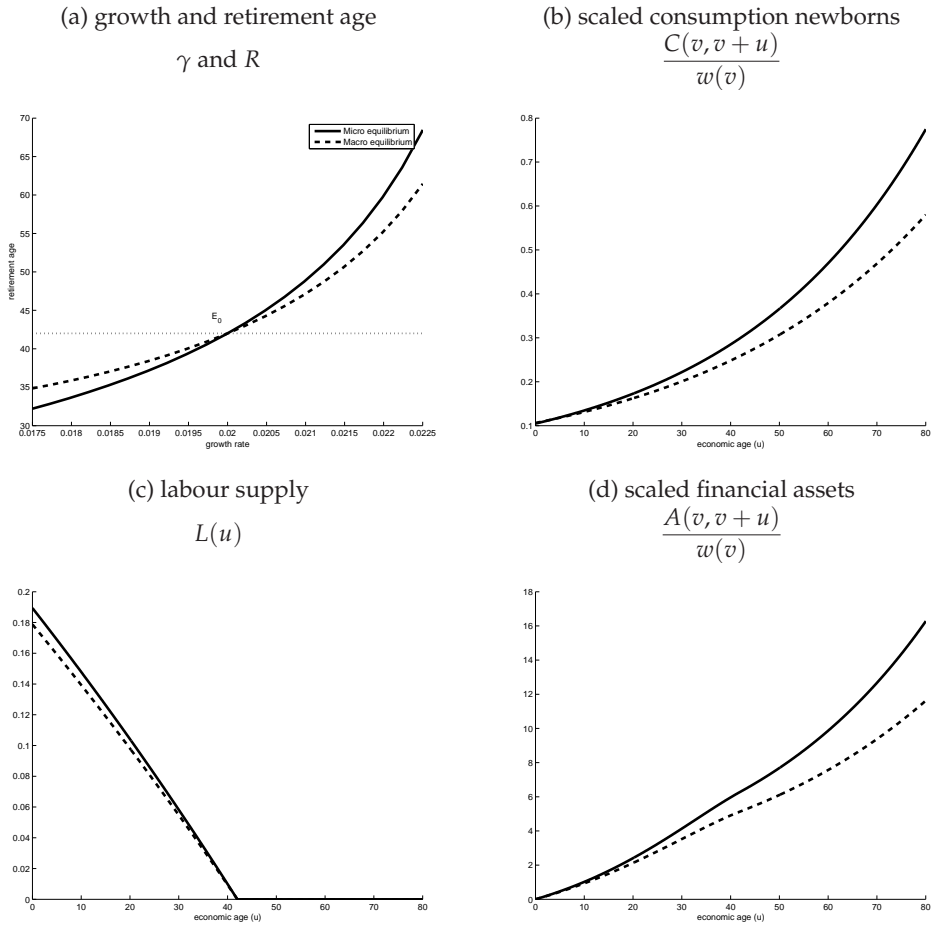 (a) growth and retirement age
γ and R
70
65
60
55
50
45
40
35
30
retirement age
Micro equilibrium
Macro equilibrium
E0
0.0175 0.018 0.0185 0.019 0.0195 0.02 0.0205 0.021 0.0215 0.022 0.0225
growth rate
(b) scaled consumption newborns
C(v, v + u)
w(v)
0.8
0.7
0.6
0.5
0.4
0.3
0.2
0.1
0 10 20 30 40 50 60 70 80
economic age (u)
(c) labour supply
L(u)
0.2
0.18
0.16
0.14
0.12
0.1
0.08
0.06
0.04
0.02
0
0 10 20 30 40 50 60 70 80
economic age (u)
(d) scaled financial assets
A(v, v + u)
w(v)
18
16
14
12
10
8
6
4
2
0
0 10 20 30 40 50 60 70 80
economic age (u)